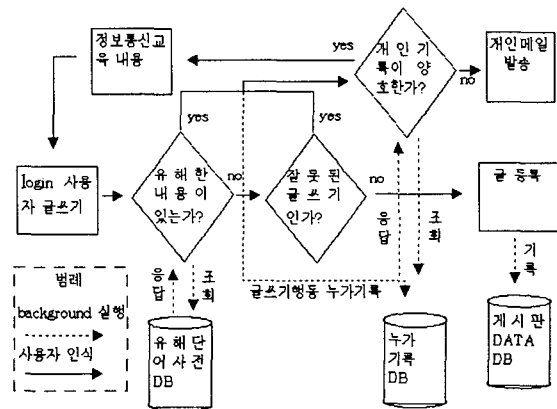 정보통신교
육 내용
yes
개 인 기
록이 양
호한가?
no
개인메일
발송
yes
yes
login 사용
자 글쓰기
유 해 한
내 용 이
있는가?
no
잘 못 된
글 쓰 기
인가?
no
글 등 록
응답
조회
기록
범례
background 실행
사용자 인식
응답
조회
글쓰기행동 누가기록
유 해 단
어 사 전
DB
누가
기 록
DB
게 시 판
DATA
DB